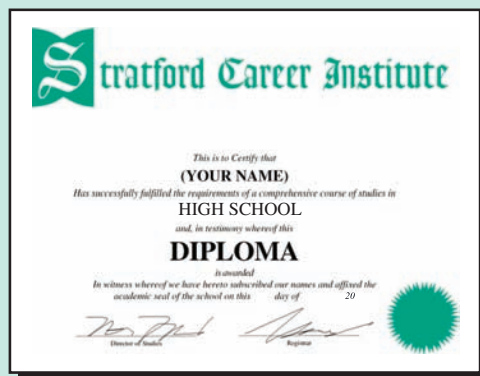 Stratford Career Institute
This is to Certify that
(YOUR NAME)
Has successfully fulfilled the requirements of a comprehensive course of studies in
HIGH SCHOOL
and, in testimony whereof this
DIPLOMA
is awarded
In witness whereof we have hereto subscribed our names and affixed the
academic seal of the school on this day of 20
Director of Studies Registrar